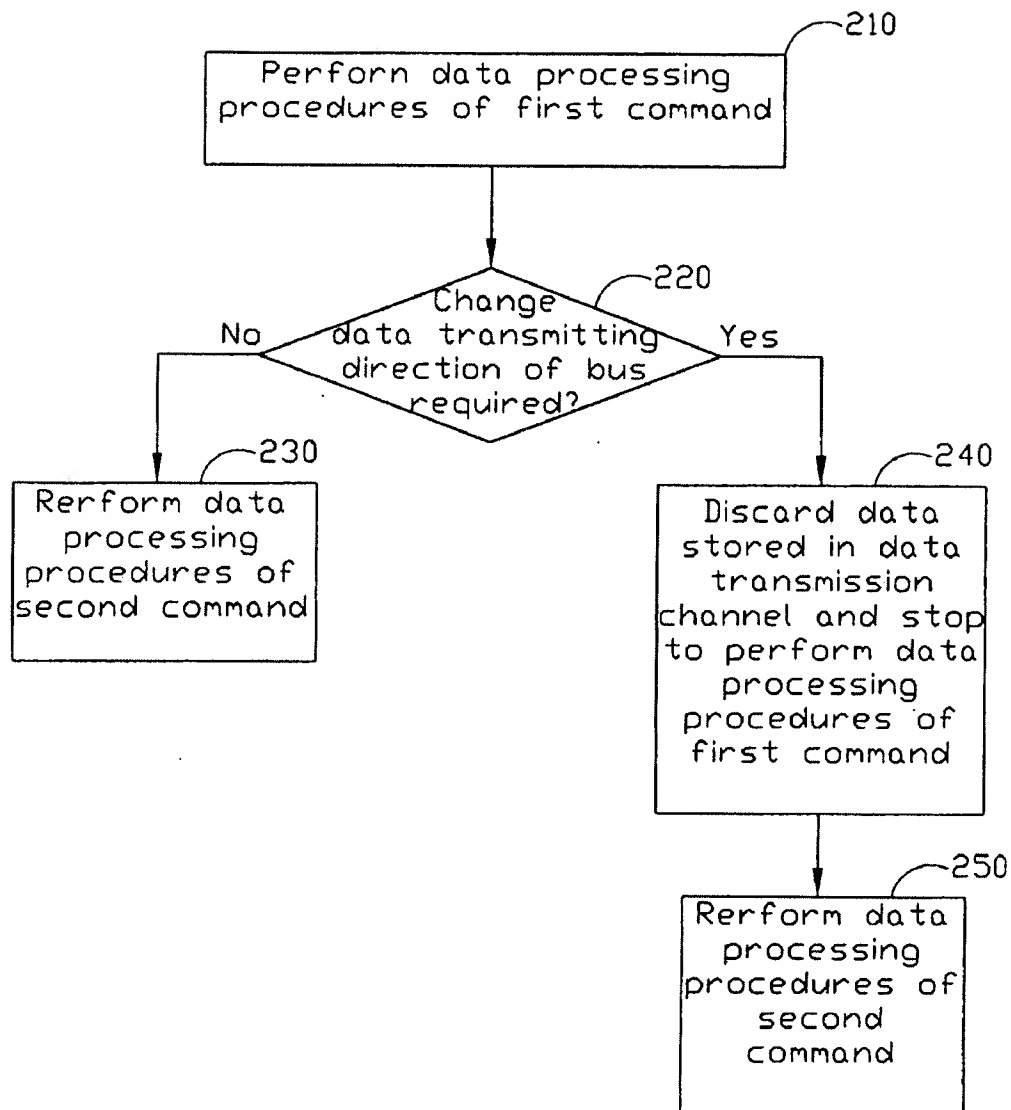 210
Perforn data processing
procedures of first command
220
Change
data transmitting
direction of bus
required?
No
Yes
230
Rerform data
processing
procedures of
second command
240
Discard data
stored in data
transmission
channel and stop
to perform data
processing
procedures of
first command
250
Rerform data
processing
procedures of
second
command